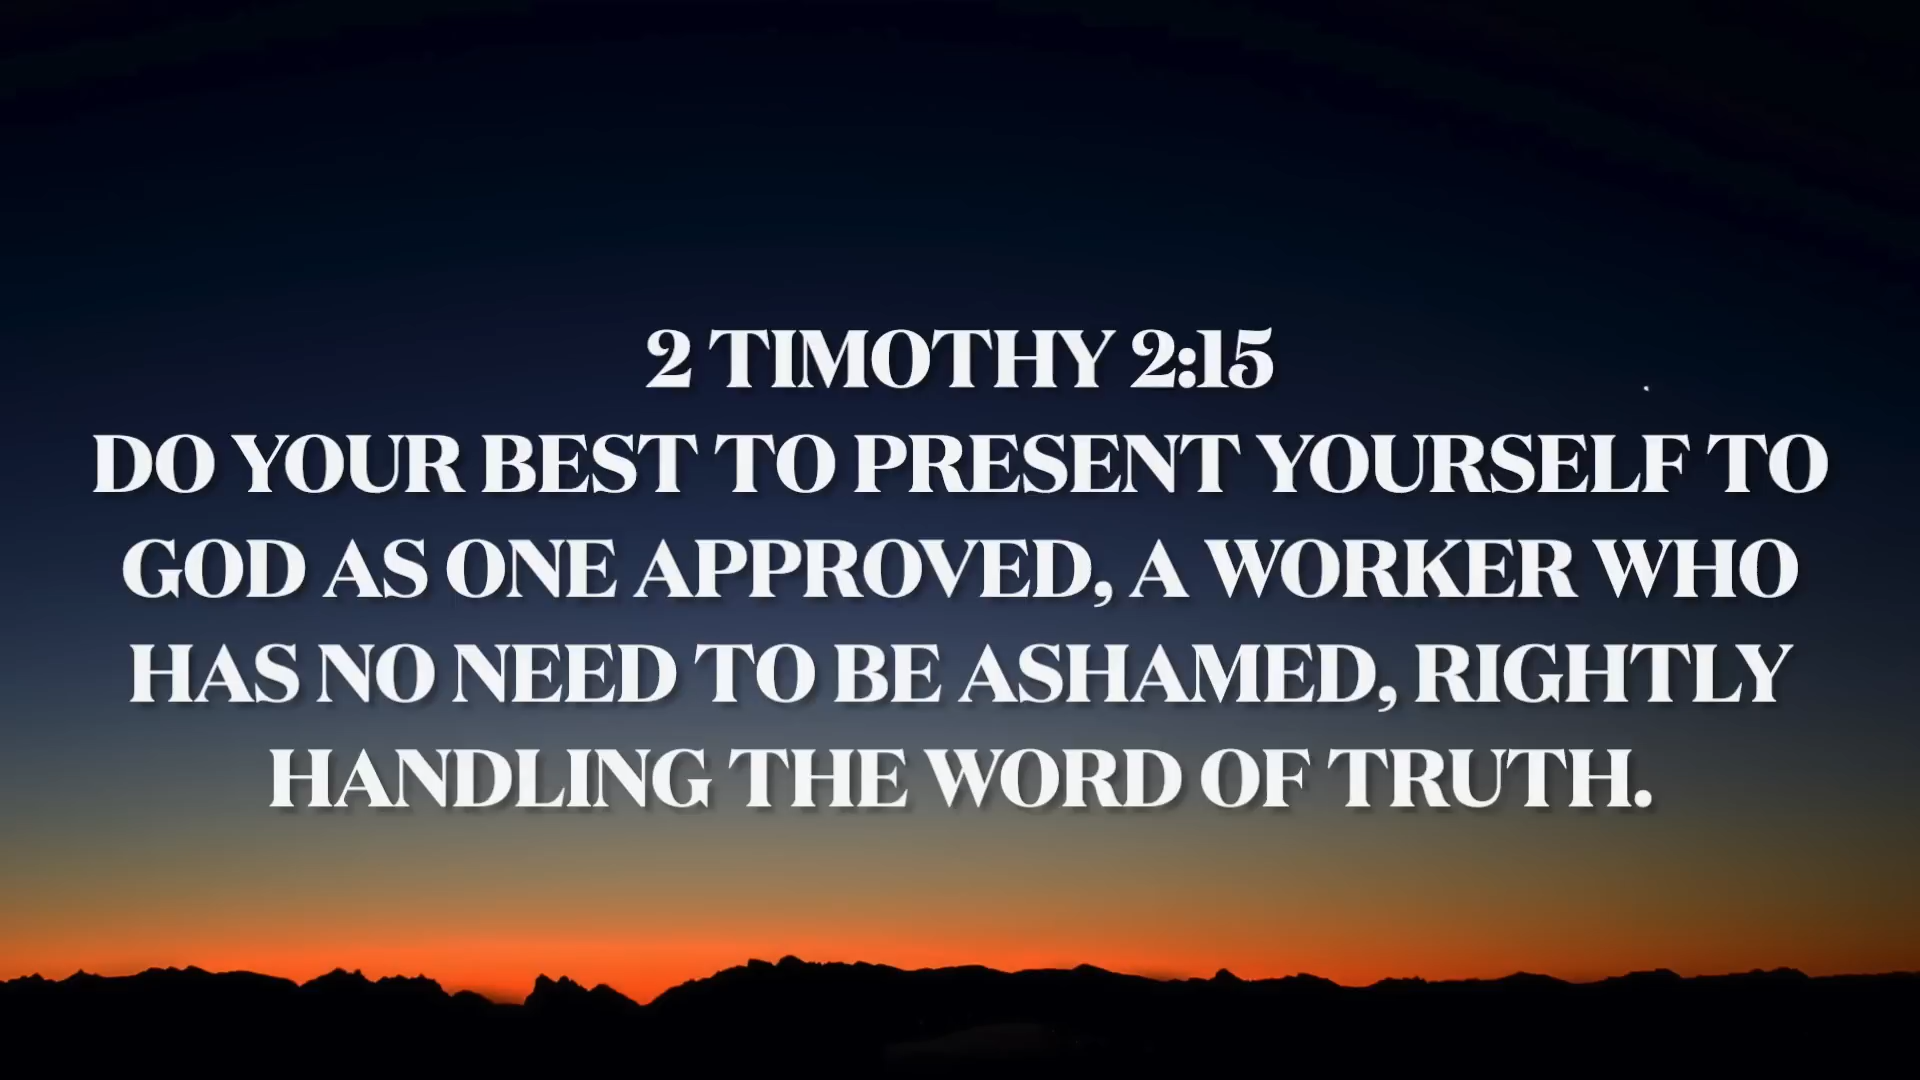 2 TIMOTHY 2:15
DO YOUR BEST TO PRESENT YOURSELF TO
GOD AS ONE APPROVED, A WORKER WHO
HAS NO NEED TO BE ASHAMED, RIGHTLY
HANDLING THE WORD OF TRUTH.